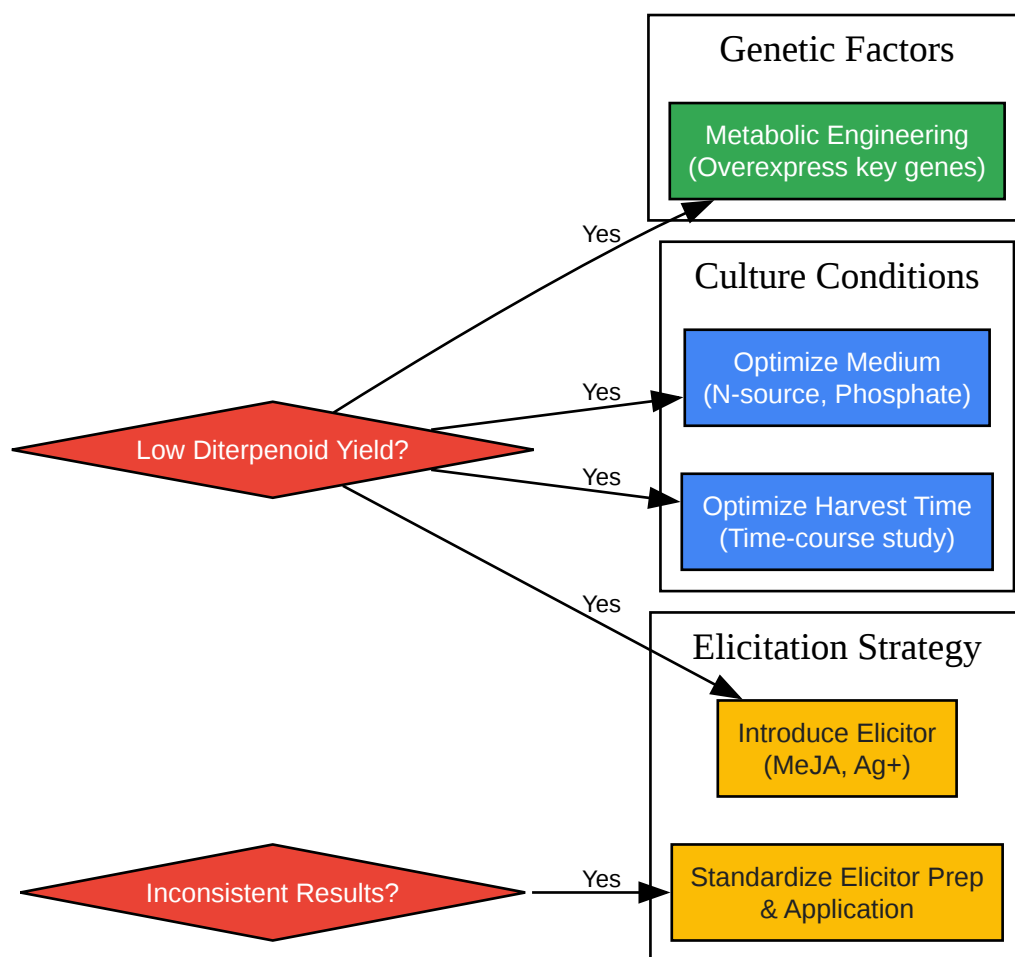 Genetic Factors
Metabolic Engineering
(Overexpress key genes)
Yes
Culture Conditions
Optimize Medium
(N-source, Phosphate)
Yes
Low Diterpenoid Yield?
Yes
Optimize Harvest Time
(Time-course study)
Yes
Elicitation Strategy
Introduce Elicitor
(MeJA, Ag+)
Inconsistent Results?
Yes
Standardize Elicitor Prep
& Application